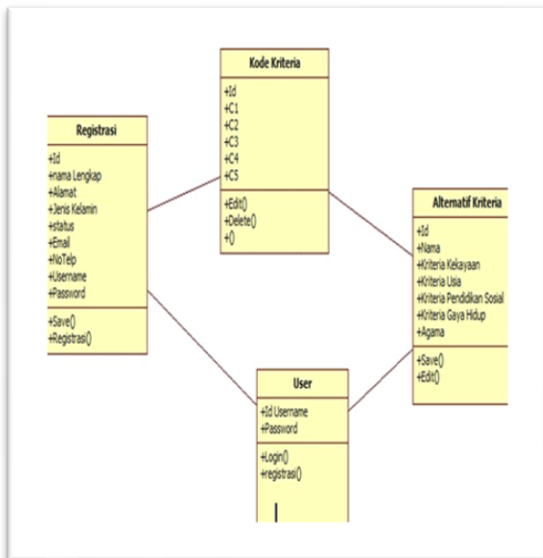 Kode Kriteria
+Id
+C1
+C2
+C3
+C4
+C5
+Edit()
+Delete()
+()
Registrasi
+Id
+nama Lengkap
+Alamat
+Jenis Kelamin
+status
+Email
+NoTelp
+Username
+Password
+Save()
+Registrasi()
Alternatif Kriteria
+Id
+Nama
+Kriteria Kekayaan
+Kriteria Usia
+Kriteria Pendidikan Sosial
+Kriteria Gaya Hidup
+Agama
+Save()
+Edit()
User
+Id Username
+Password
+Login()
+registrasi()